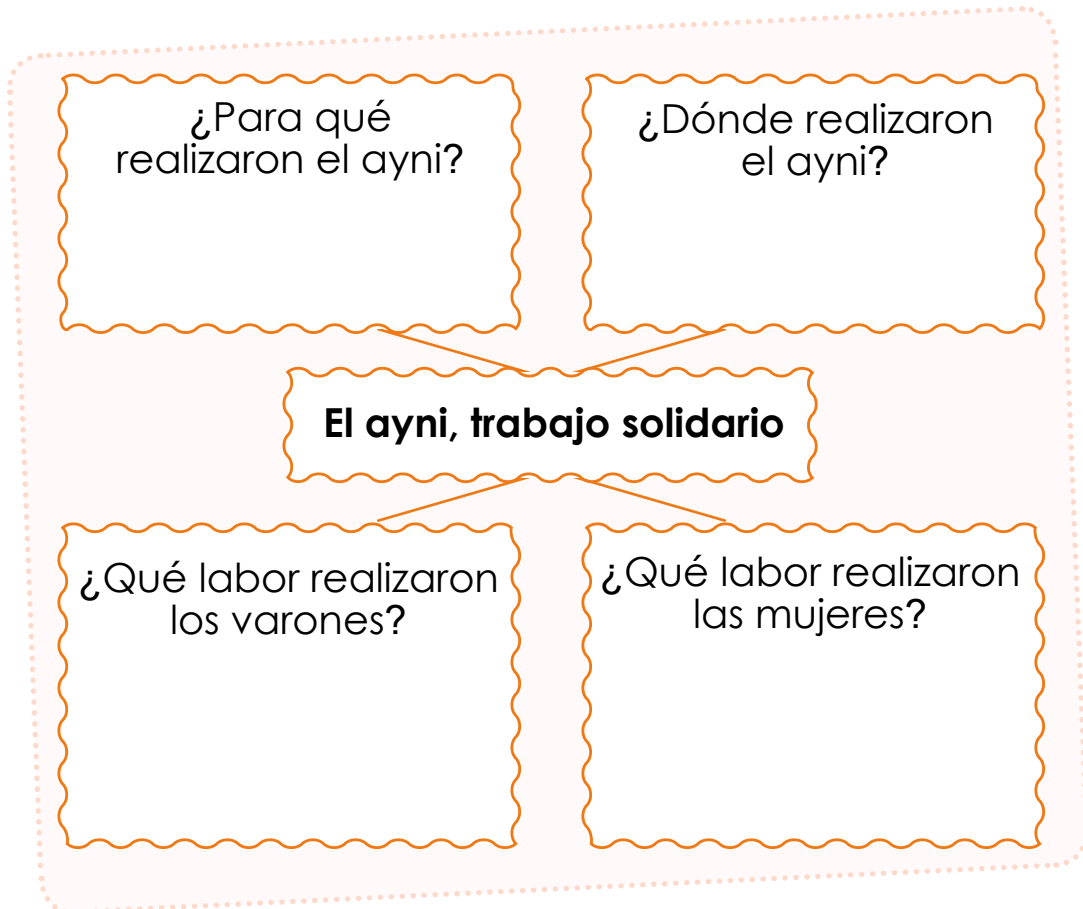 ¿Para qué
realizaron el ayni?
¿Dónde realizaron
el ayni?
El ayni, trabajo solidario
¿Qué labor realizaron
los varones?
¿Qué labor realizaron
las mujeres?